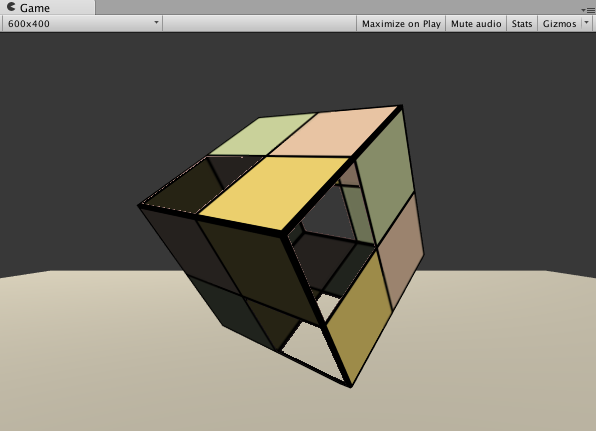 Game
600x400
Maximize on Play
Mute audio
Stats
Gizmos